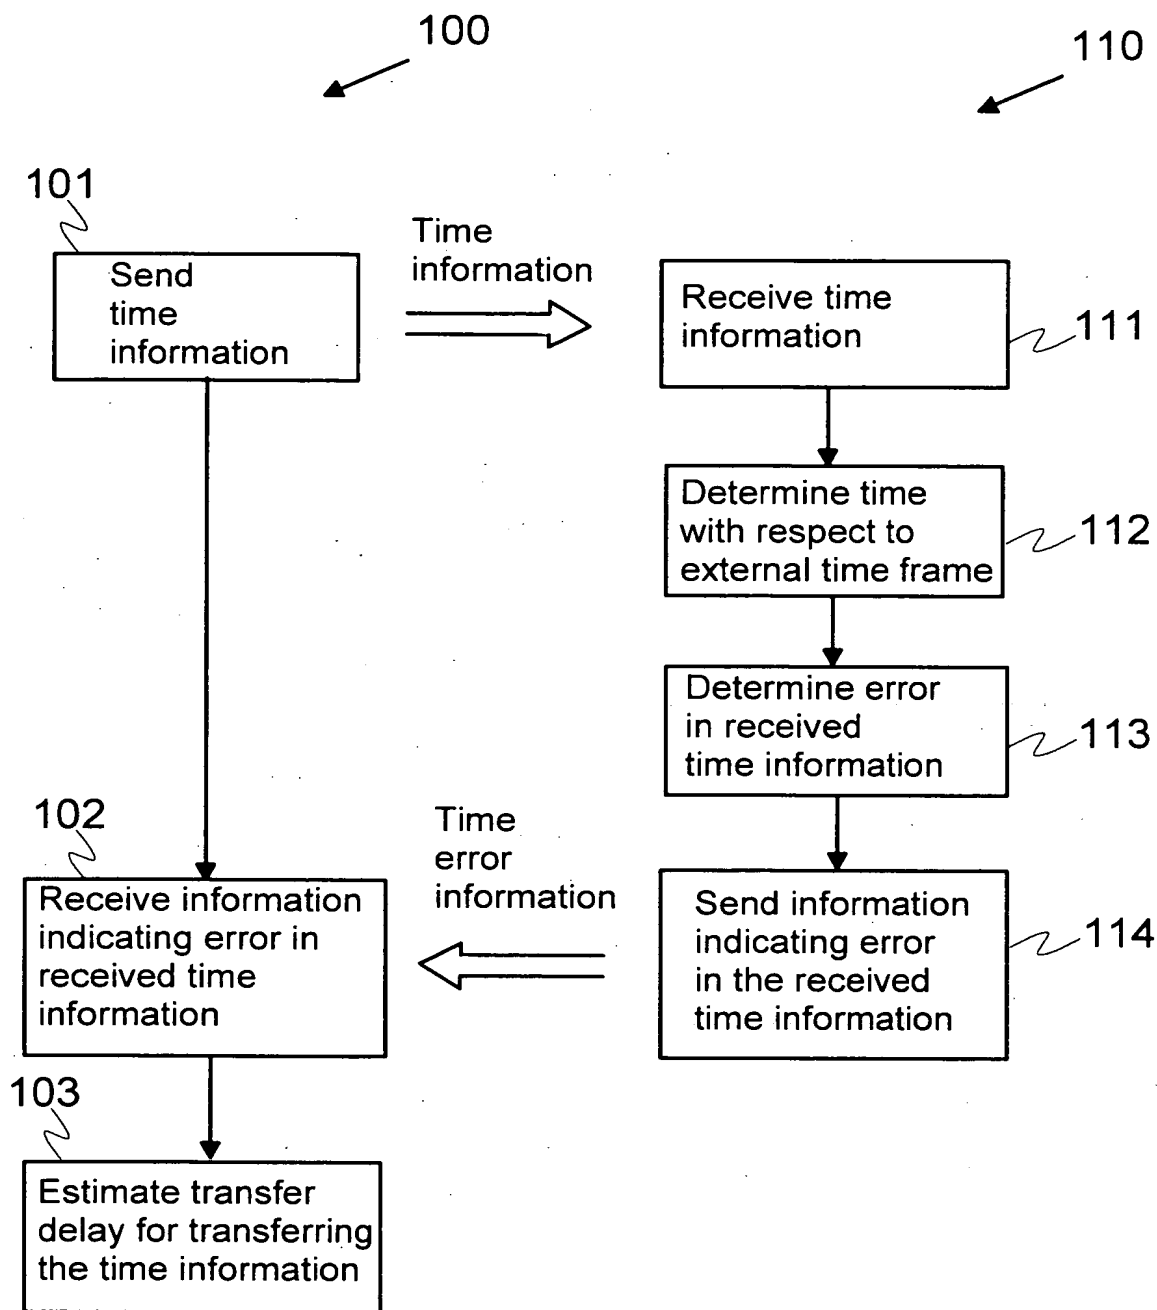 100
110
101
Send
time
information
Time
information
Receive time
information
111
Determine time
with respect to
external time frame
112
Determine error
in received
time information
113
102
Receive information
indicating error in
received time
information
Time
error
information
Send information
indicating error
in the received
time information
114
103
Estimate transfer
delay for transferring
the time information